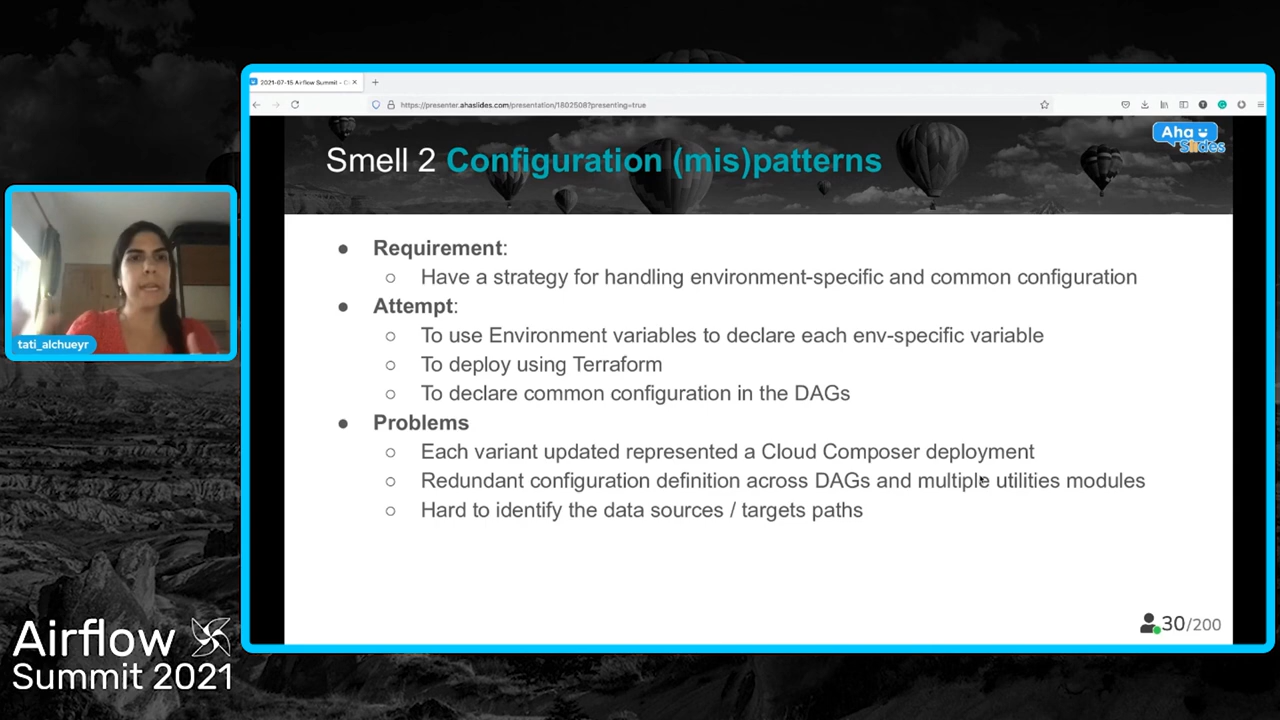 2021-07-15 Airflow Summit - C
https://presenter.ahaslides.com/presentation/1802508?presenting=true
Aha
Slides
Smell 2 Configuration (mis)patterns
Requirement:
Have a strategy for handling environment-specific and common configuration
Attempt:
To use Environment variables to declare each env-specific variable
To deploy using Terraform
To declare common configuration in the DAGs
Problems
Each variant updated represented a Cloud Composer deployment
Redundant configuration definition across DAGs and multiple utilities modules
Hard to identify the data sources / targets paths
30/200
tati_alchueyr
Airflow
Summit 2021